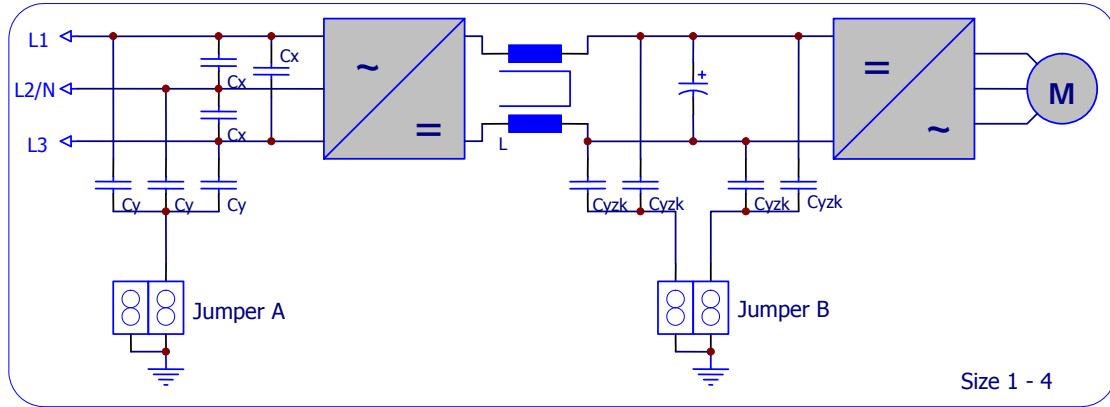 L1
L2/N
L3
Cx
Cx
Cx
~
=
L
+
=
~
M
Cy
Cy
Cy
Cyzk
Cyzk
Cyzk
Cyzk
Jumper A
Jumper B
Size 1 - 4